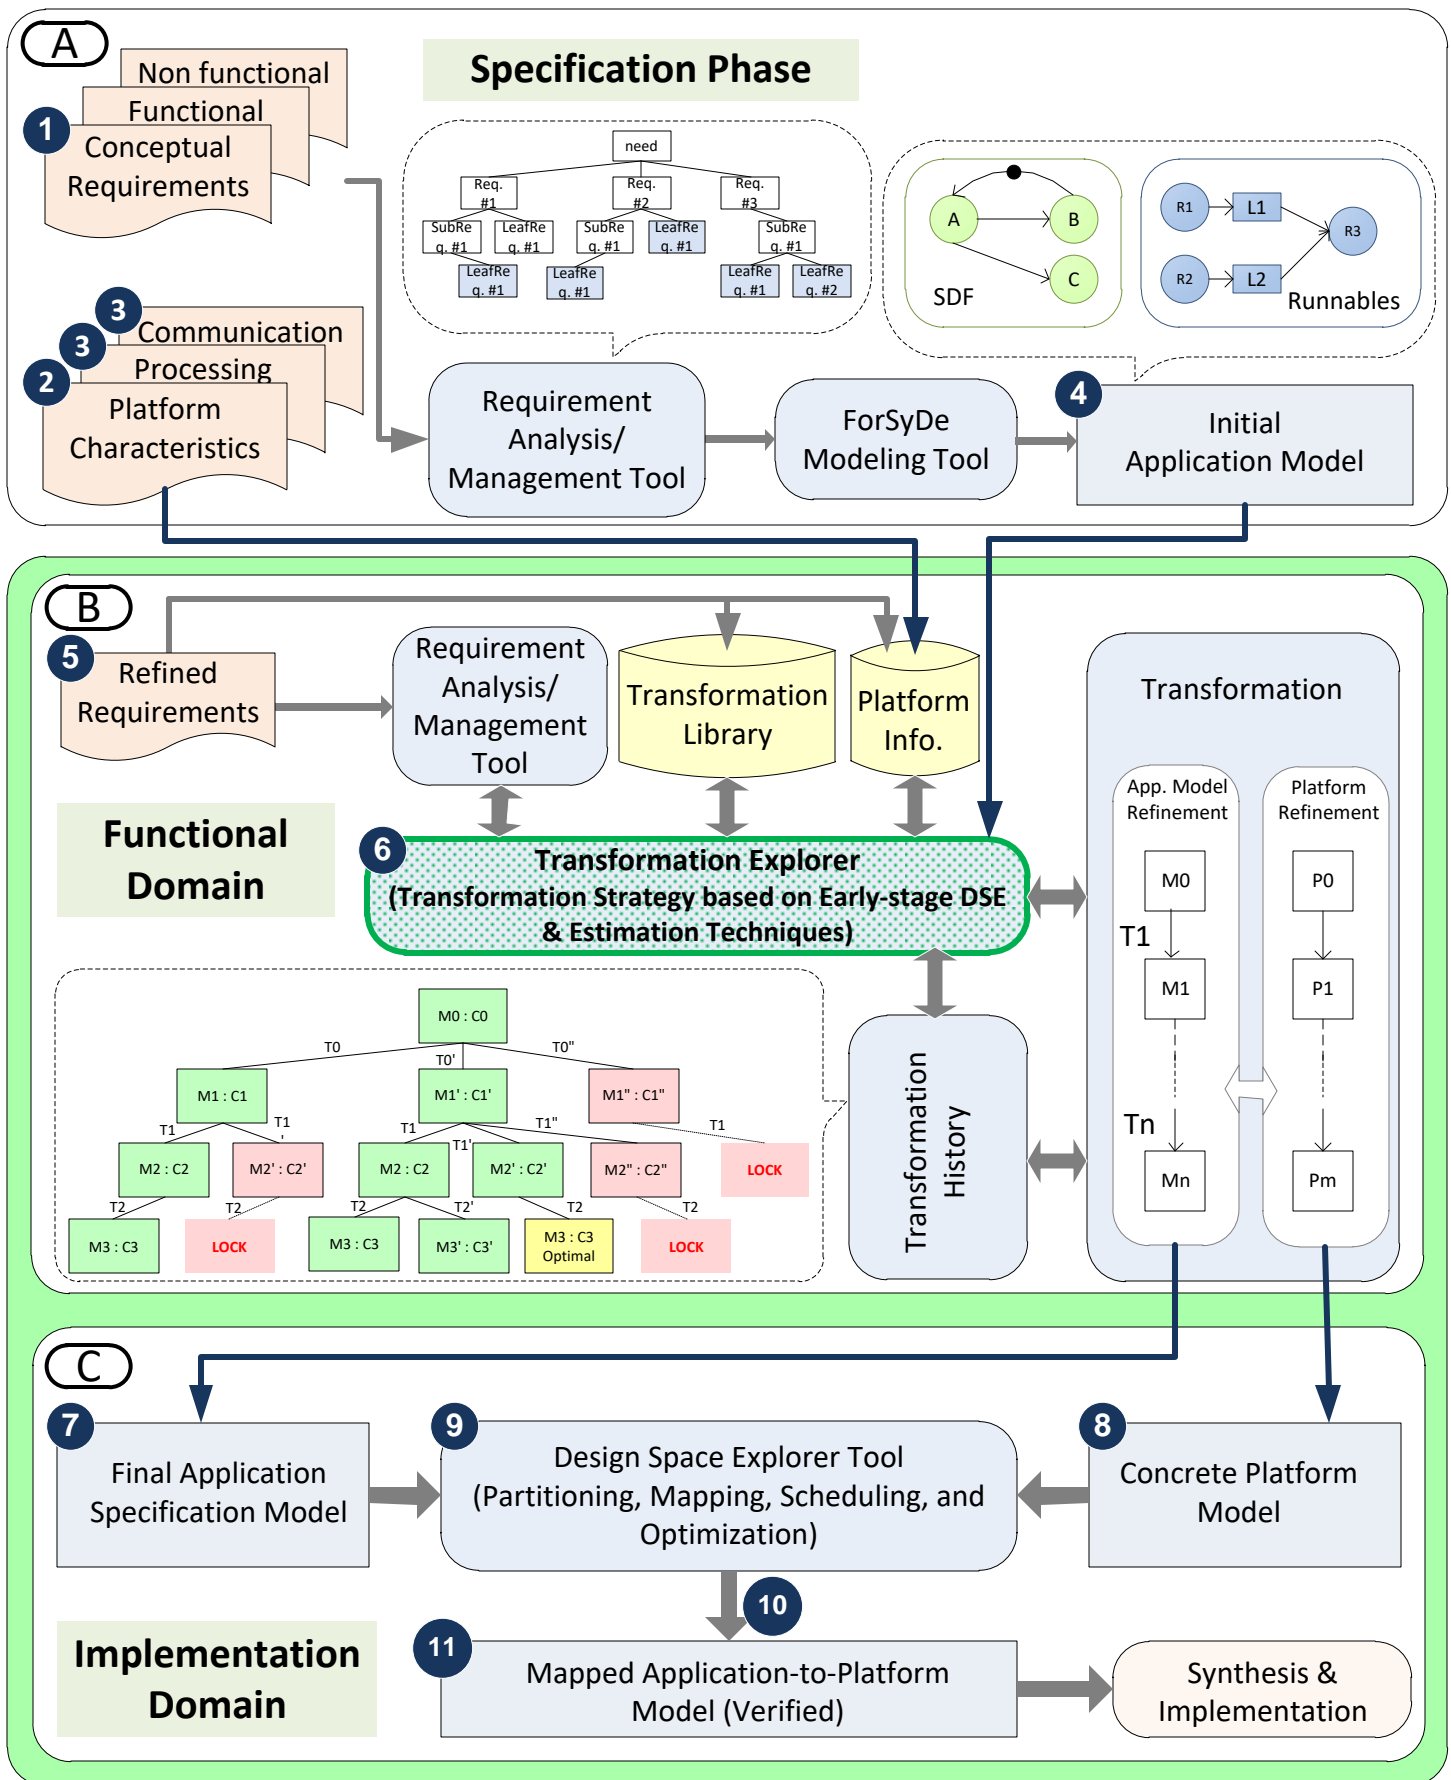 A
Specification Phase
Non functional
Functional
1
Conceptual
Requirements
3
Communication
3
Processing
2
Platform
Characteristics
need
Req.
#1
Req.
#2
Req.
#3
SubRe
q. #1
LeafRe
q. #1
SubRe
q. #1
LeafRe
q. #1
SubRe
q. #1
LeafRe
q. #1
LeafRe
q. #1
LeafRe
q. #1
LeafRe
q. #2
A
B
C
SDF
R1
L1
R3
R2
L2
Runnables
Requirement
Analysis/
Management Tool
ForSyDe
Modeling Tool
4
Initial
Application Model
B
5
Refined
Requirements
Requirement
Analysis/
Management
Tool
Transformation
Library
Platform
Info.
Transformation
App. Model
Refinement
Platform
Refinement
M0
P0
T1
M1
P1
Tn
Mn
Pm
Functional
Domain
6
Transformation Explorer
(Transformation Strategy based on Early-stage DSE
& Estimation Techniques)
M0 : C0
T0
T0'
T0"
M1 : C1
M1' : C1'
M1" : C1"
T1
T1
'
T1
T1'
T1"
T1
M2 : C2
M2' : C2'
M2 : C2
M2' : C2'
M2" : C2"
LOCK
T2
T2
T2
T2'
T2
T2
M3 : C3
LOCK
M3 : C3
M3' : C3'
M3 : C3
Optimal
LOCK
Transformation
History
C
7
Final Application
Specification Model
9
Design Space Explorer Tool
(Partitioning, Mapping, Scheduling, and
Optimization)
8
Concrete Platform
Model
10
Implementation
Domain
11
Mapped Application-to-Platform
Model (Verified)
Synthesis &
Implementation